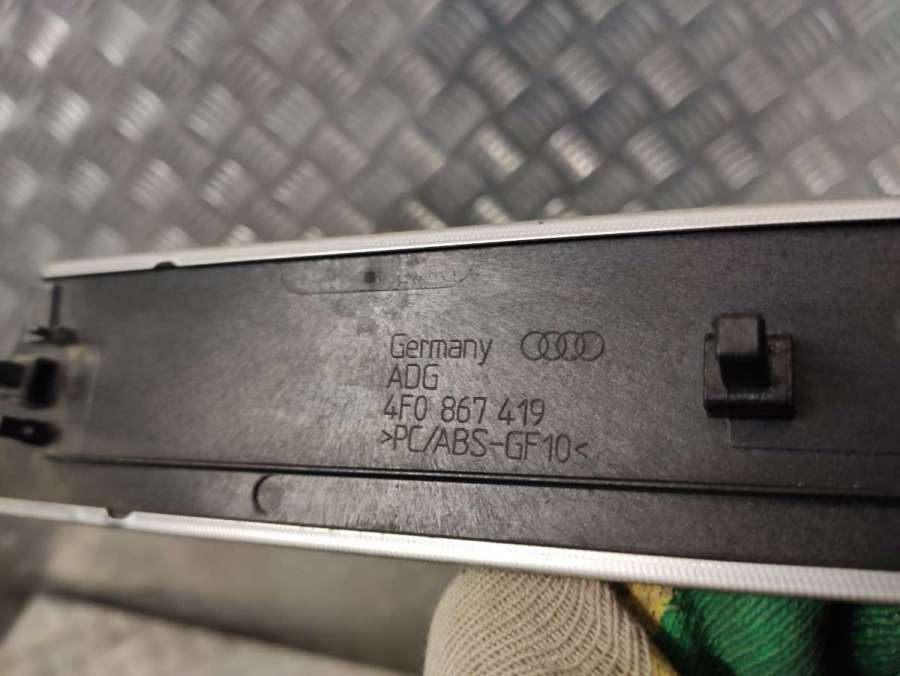 Germany
ADG
4F0 867 419
>PC/ABS-GF10<